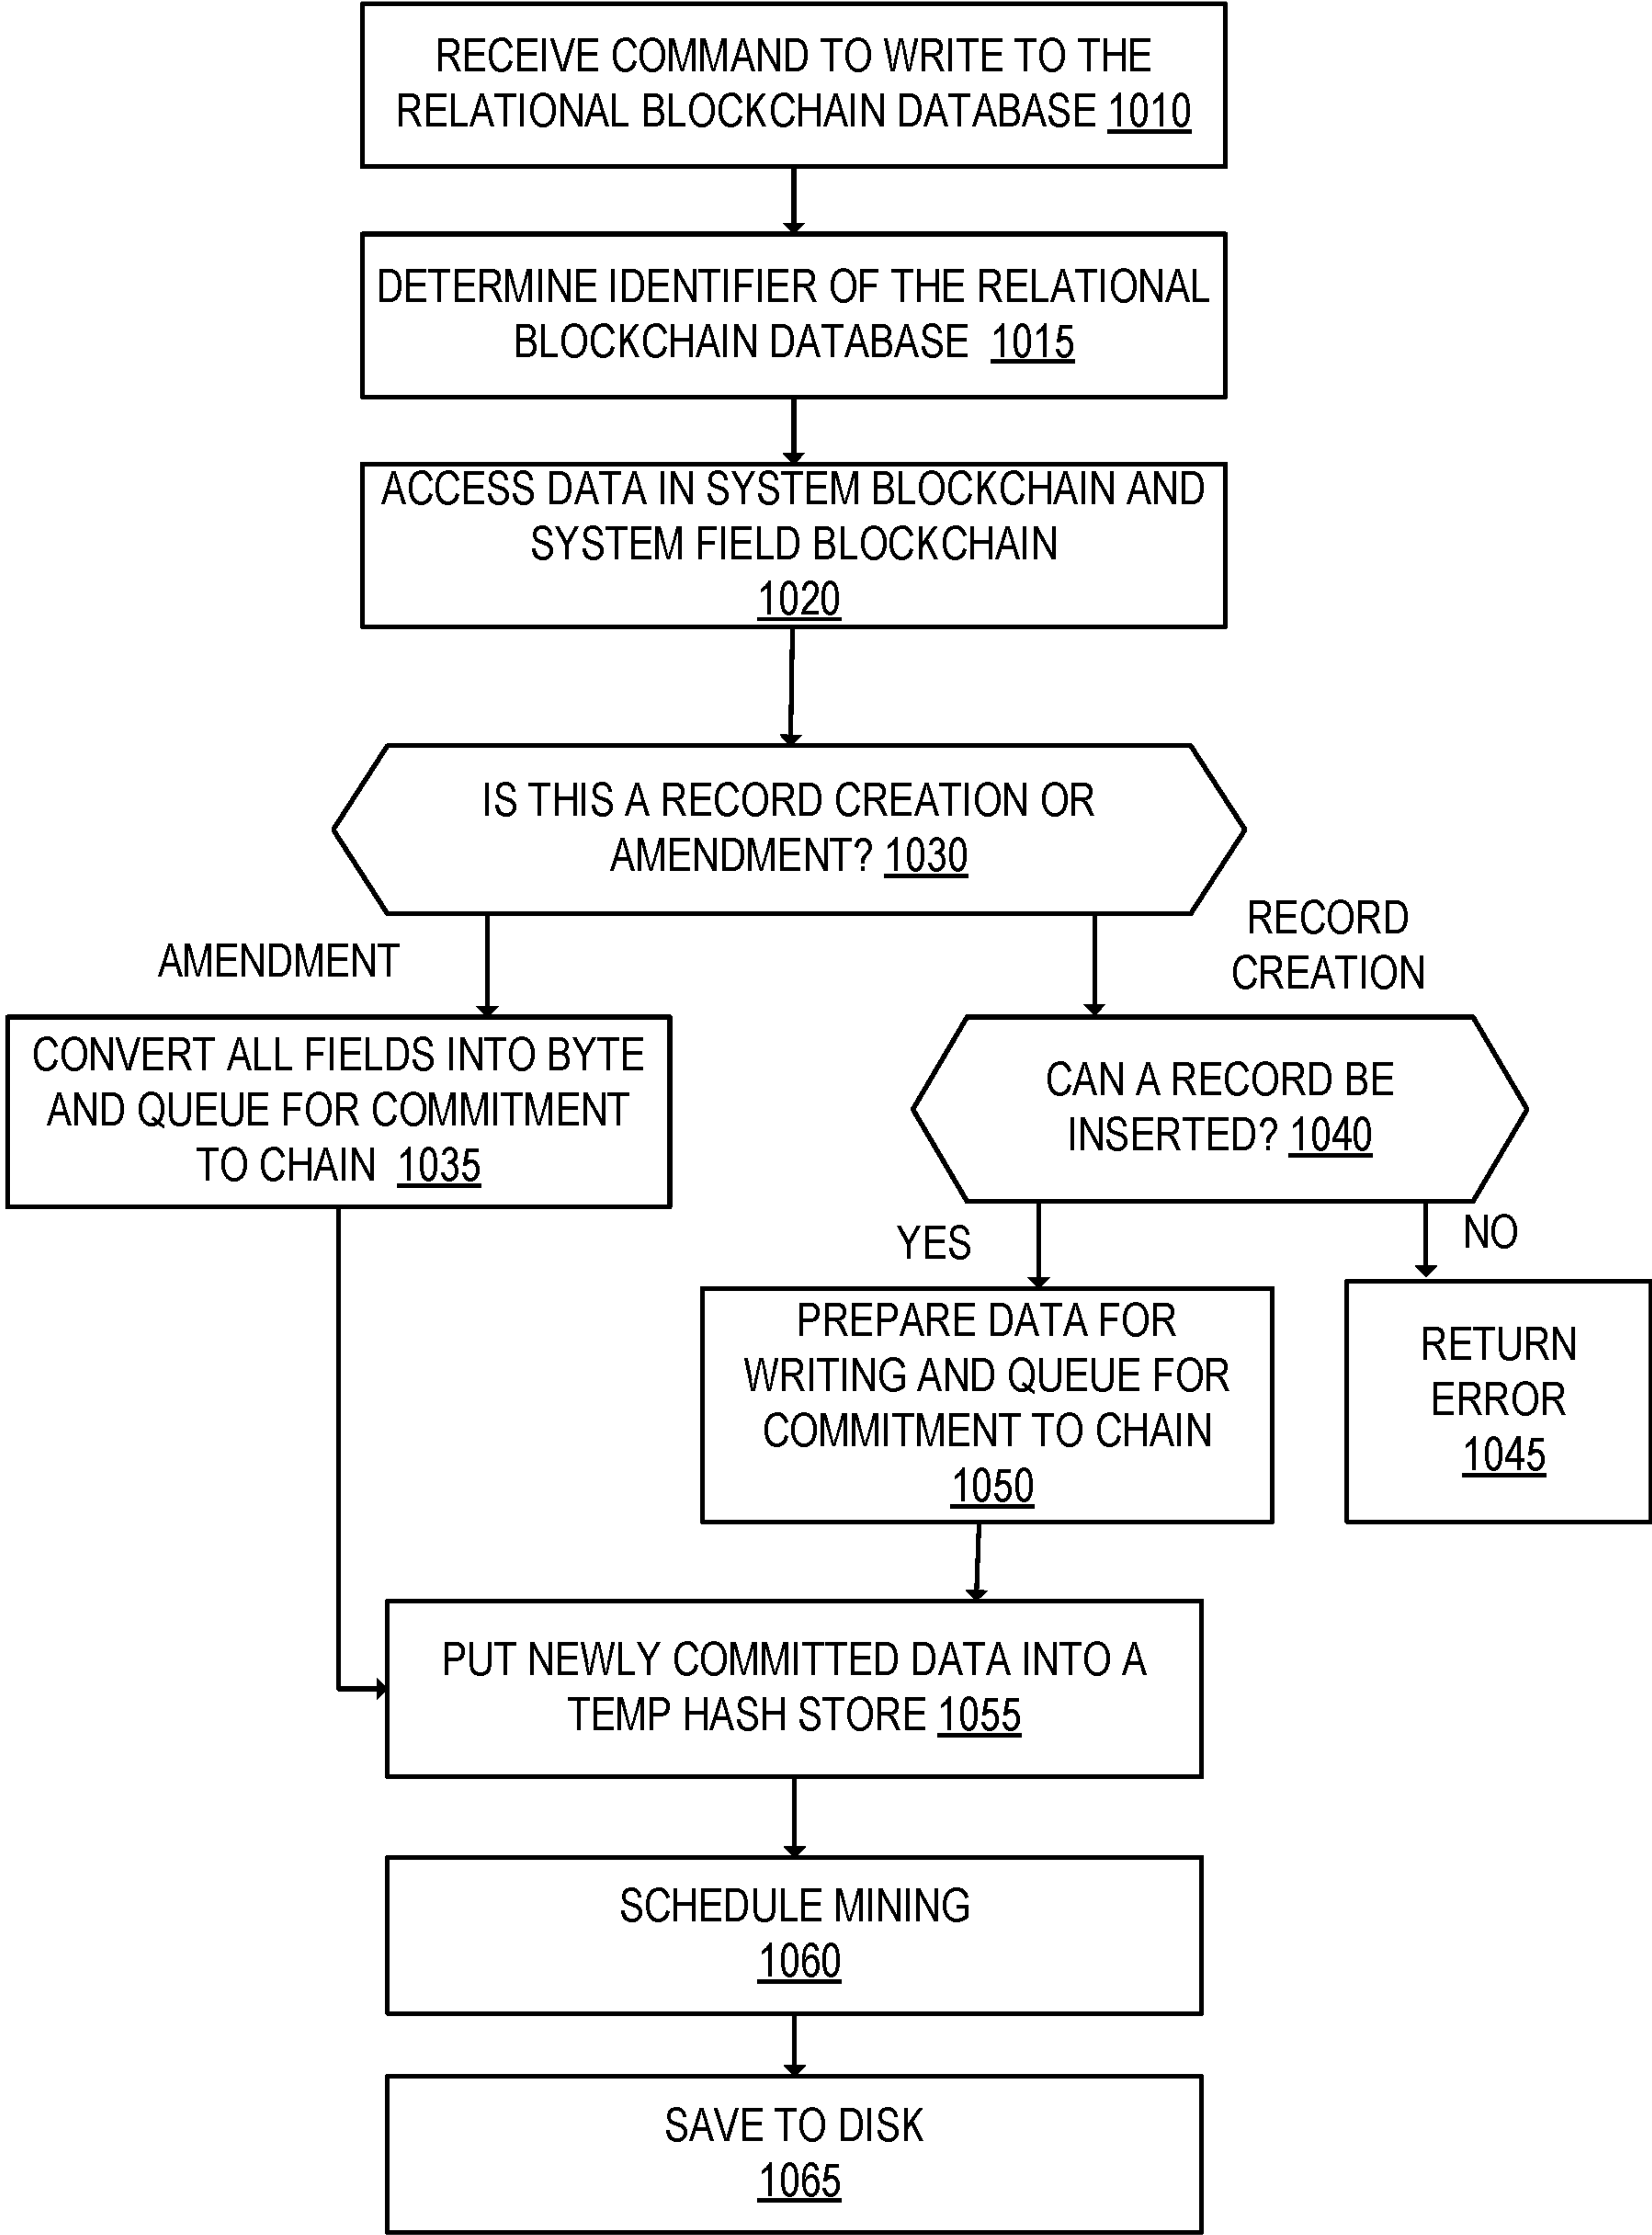 RECEIVE COMMAND TO WRITE TO THE
RELATIONAL BLOCKCHAIN DATABASE 1010
DETERMINE IDENTIFIER OF THE RELATIONAL
BLOCKCHAIN DATABASE 1015
ACCESS DATA IN SYSTEM BLOCKCHAIN AND
SYSTEM FIELD BLOCKCHAIN
1020
IS THIS A RECORD CREATION OR
AMENDMENT? 1030
AMENDMENT
RECORD
CREATION
CONVERT ALL FIELDS INTO BYTE
AND QUEUE FOR COMMITMENT
TO CHAIN 1035
CAN A RECORD BE
INSERTED? 1040
YES
NO
PREPARE DATA FOR
WRITING AND QUEUE FOR
COMMITMENT TO CHAIN
1050
RETURN
ERROR
1045
PUT NEWLY COMMITTED DATA INTO A
TEMP HASH STORE 1055
SCHEDULE MINING
1060
SAVE TO DISK
1065